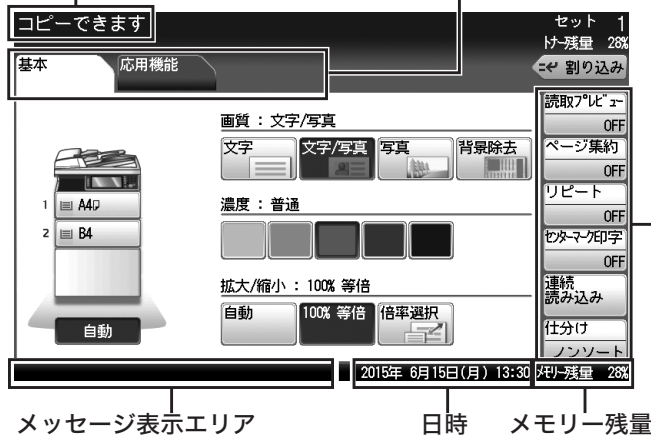 コピーできます
セット 1
トナー残量 28%
基本
応用機能
割り込み
読取プレビュー
OFF
画質 : 文字/写真
文字
文字/写真
写真
背景除去
ページ集約
OFF
リピート
OFF
1 A4
2 B4
濃度 : 普通
センターマーク印字
OFF
拡大/縮小 : 100% 等倍
自動
100% 等倍
倍率選択
連続
読み込み
自動
仕分け
ノンソート
2015年 6月15日(月) 13:30
メモリー残量 28%
メッセージ表示エリア
日時
メモリー残量